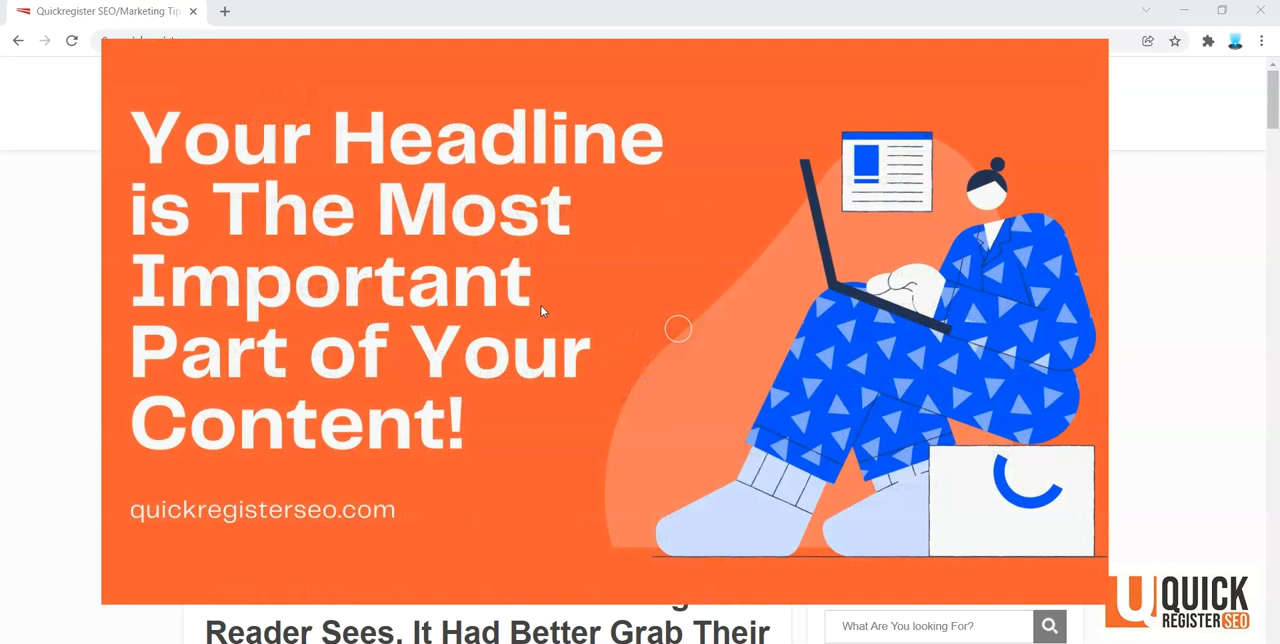 Quickregister SEO/Marketing Tip
Your Headline
is The Most
Important
Part of Your
Content!
quickregisterseo.com
QUICK
REGISTER SEO
Reader Sees. It Had Better Grab Their
What Are You looking For?